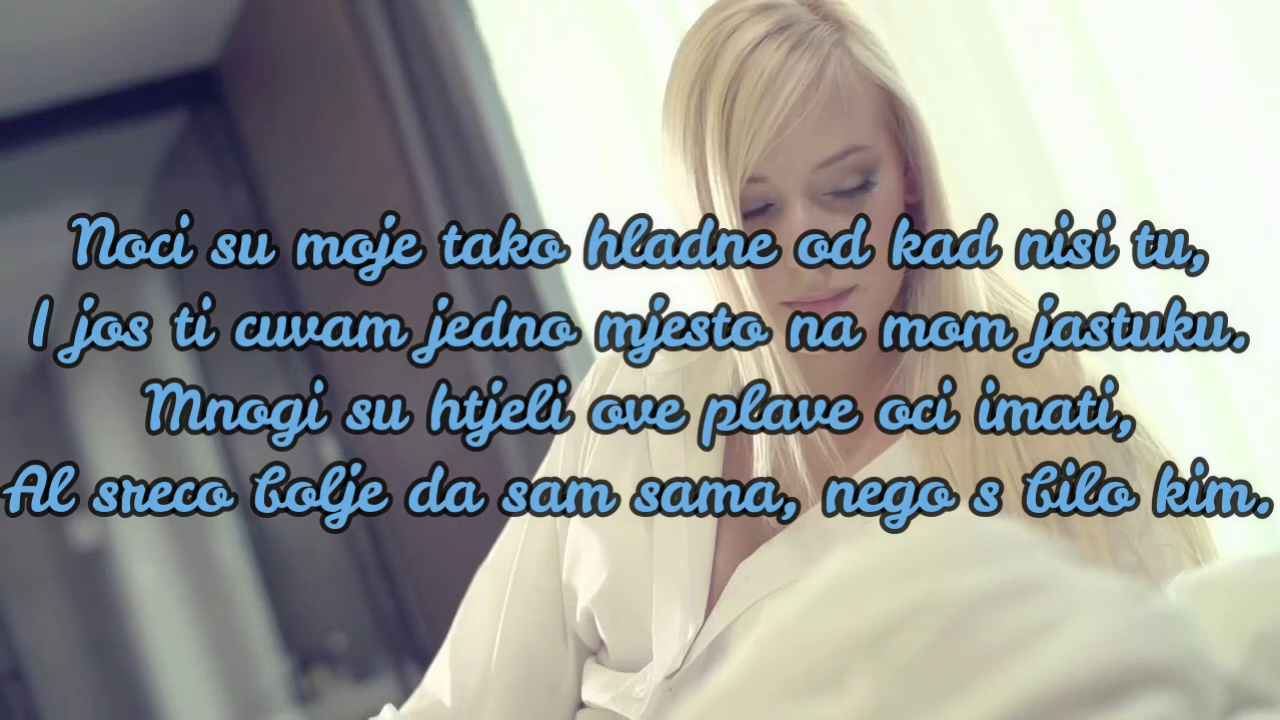 Noci su moje tako hladne od kad nisi tu,
I jos ti cuvam jedno mjesto na mom jastuku.
Mnogi su htjeli ove plave oci imati,
Al sreco bolje da sam sama, nego s bilo kim.